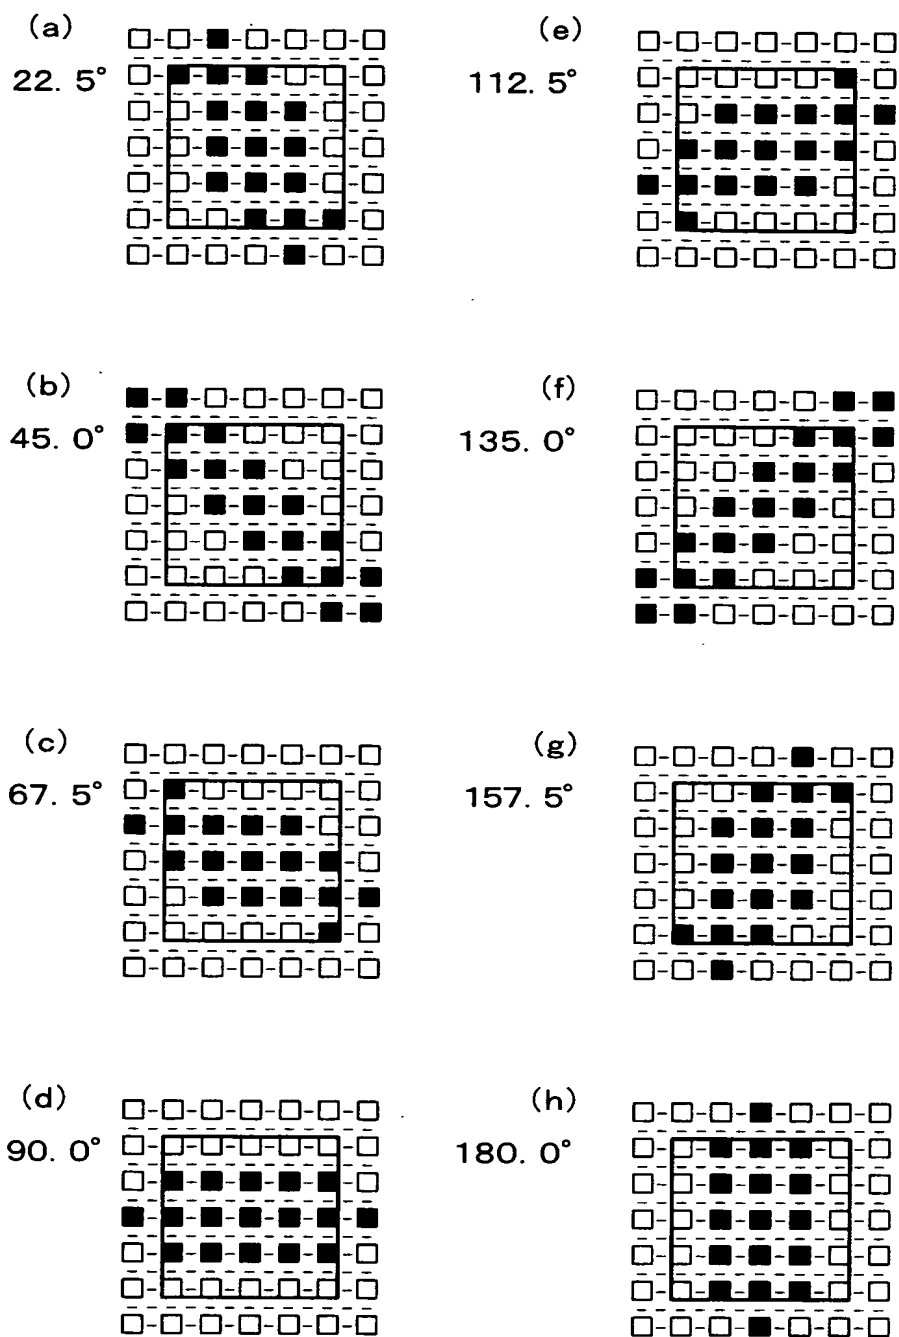 (a)
22. 5°
(b)
45. 0°
(c)
67. 5°
(d)
90. 0°
(e)
112. 5°
(f)
135. 0°
(g)
157. 5°
(h)
180. 0°